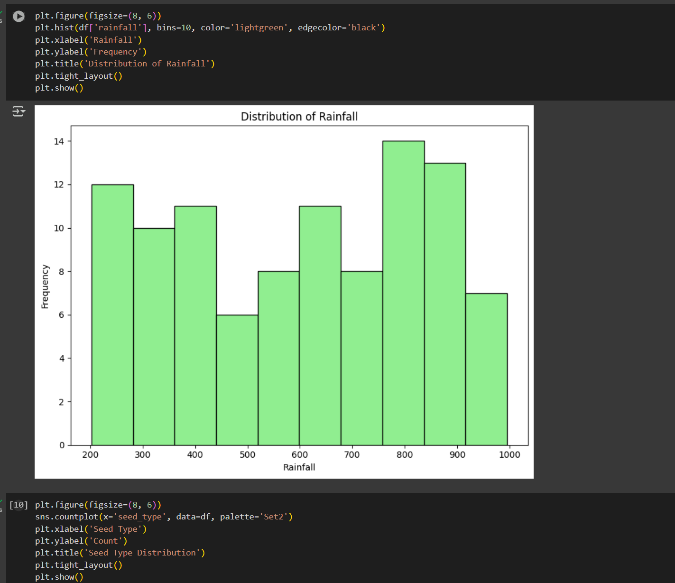 plt.figure(figsize=(8, 6))
plt.hist(df['rainfall'], bins=10, color='lightgreen', edgecolor='black')
plt.xlabel('Rainfall')
plt.ylabel('Frequency')
plt.title('Distribution of Rainfall')
plt.tight_layout()
plt.show()
Distribution of Rainfall
14
12
10
8
6
4
2
0
Frequency
200 300 400 500 600 700 800 900 1000
Rainfall
[10] plt.figure(figsize=(8, 6))
sns.countplot(x='seed_type', data=df, palette='Set2')
plt.xlabel('Seed Type')
plt.ylabel('Count')
plt.title('Seed Type Distribution')
plt.tight_layout()
plt.show()